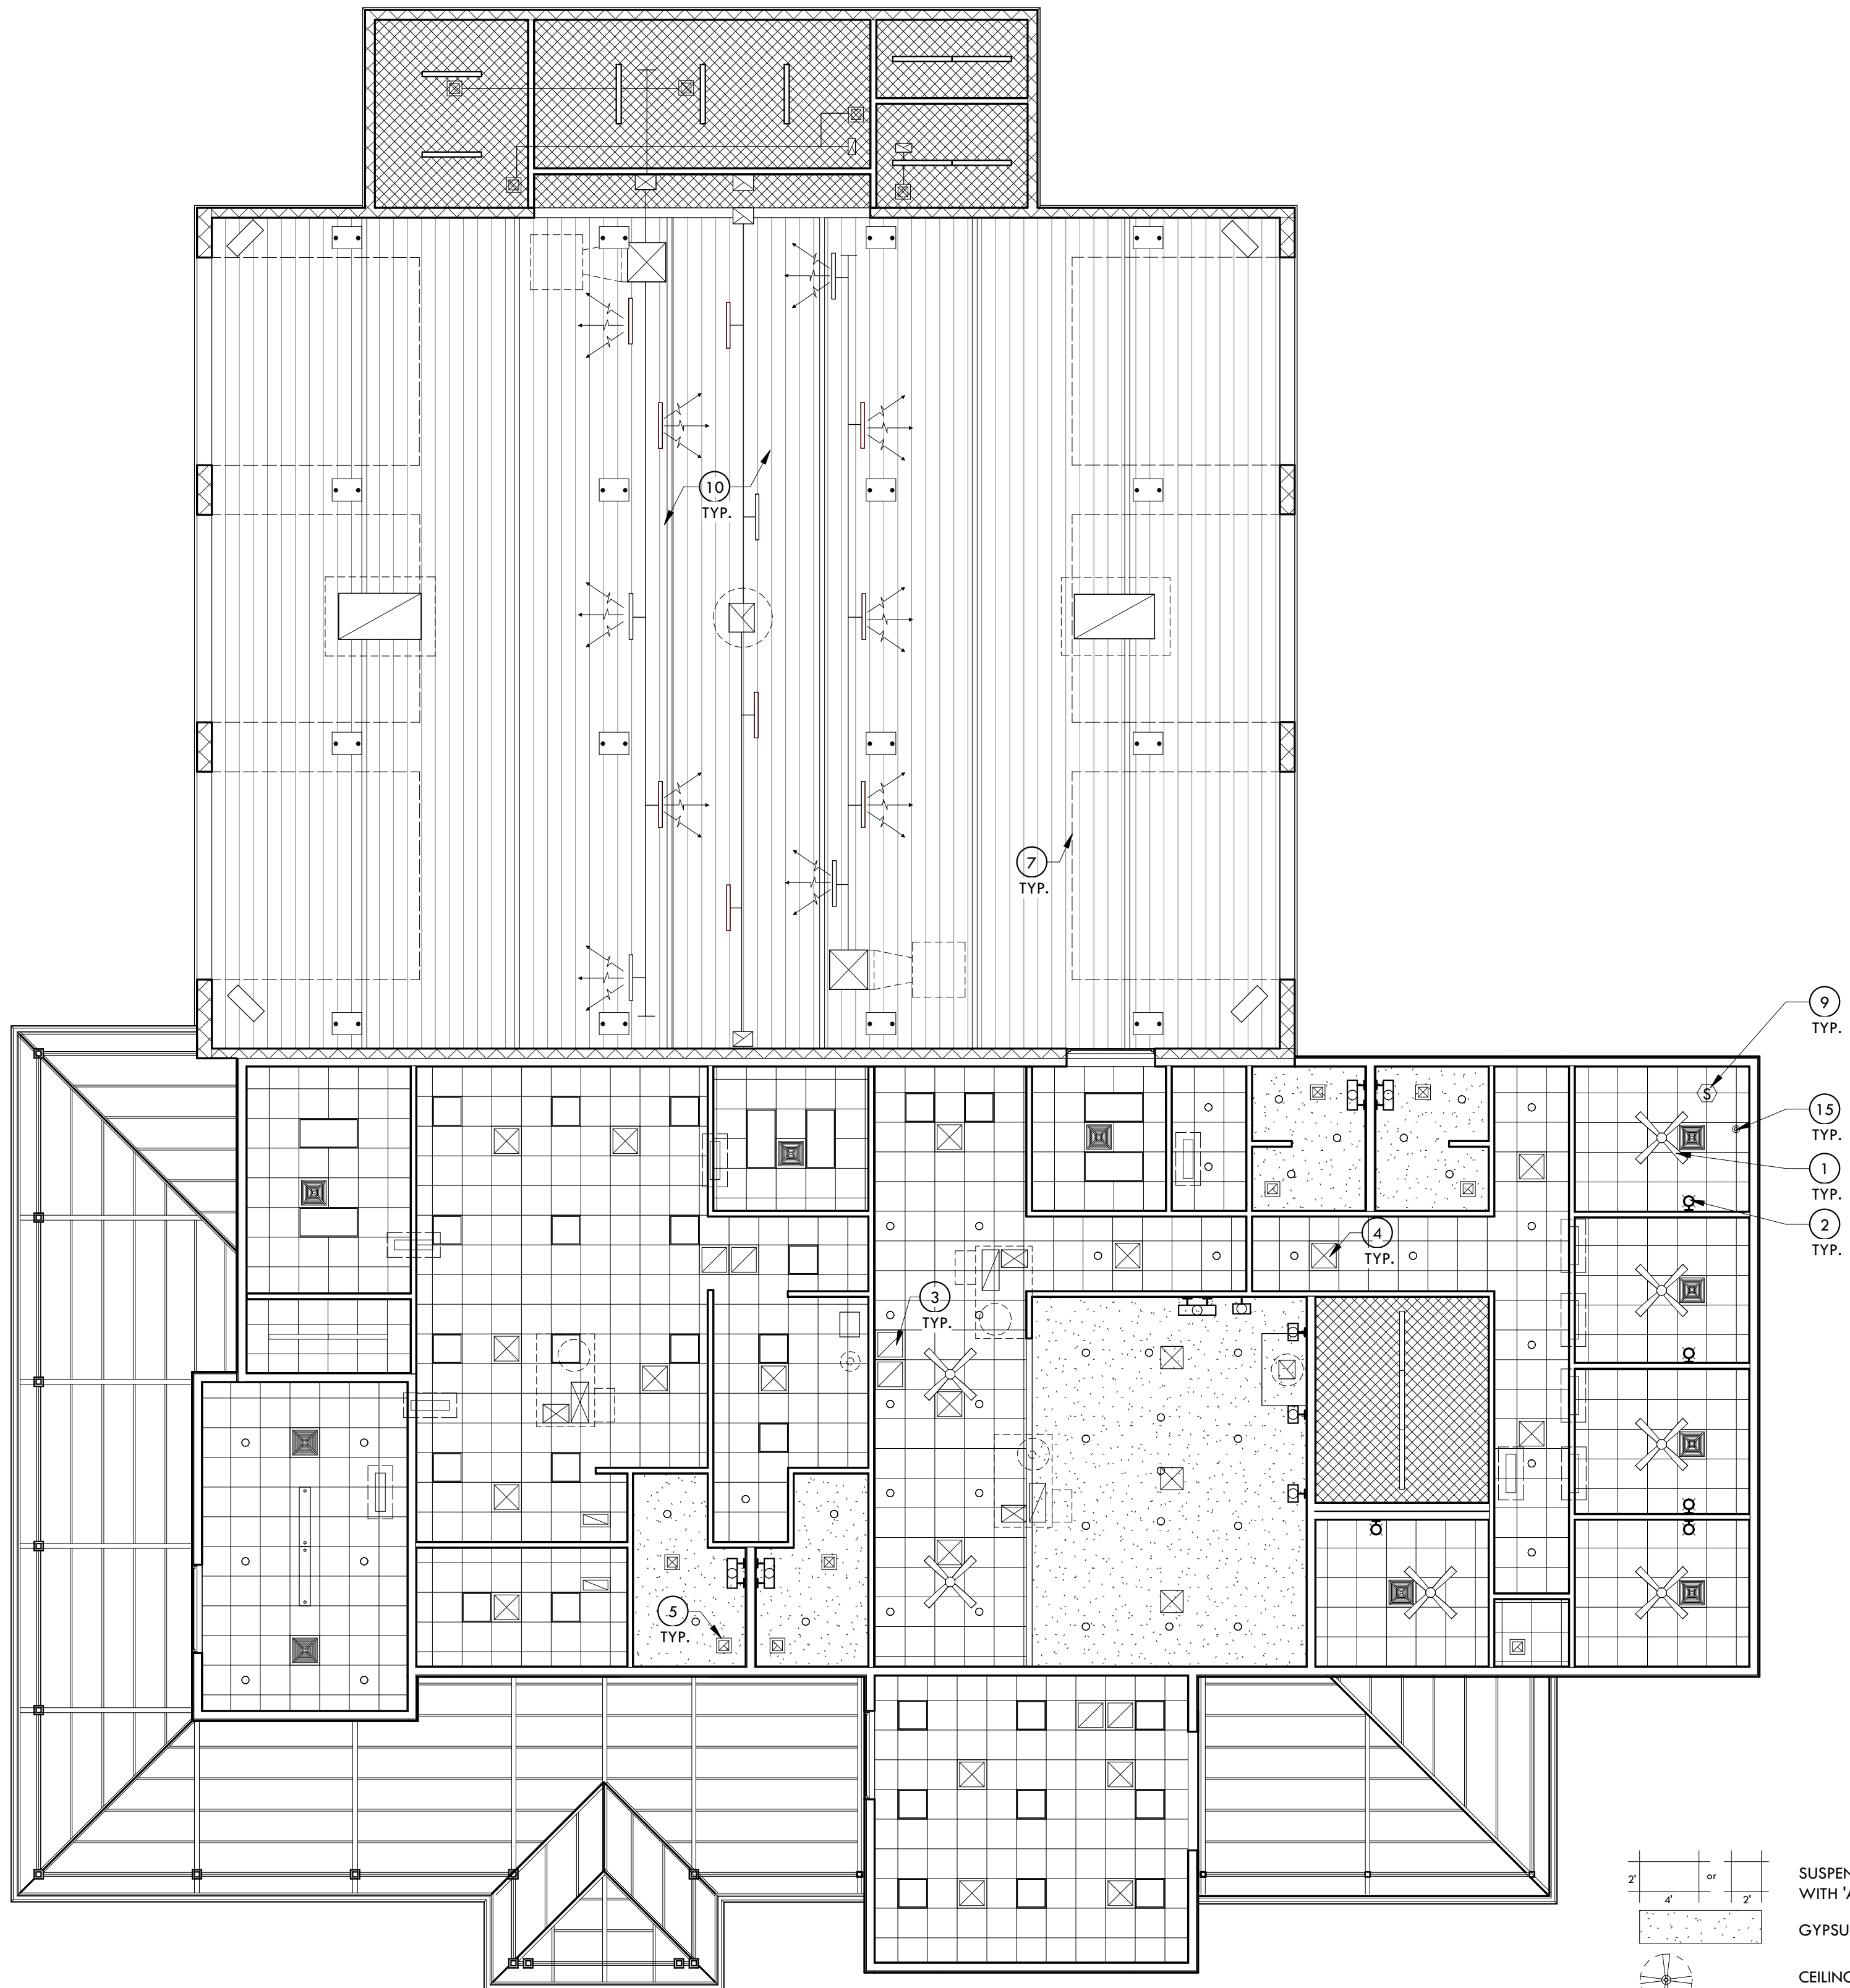 10
TYP.
7
TYP.
9
TYP.
S
15
TYP.
1
TYP.
2
TYP.
4
TYP.
3
TYP.
5
TYP.
2' or
4' 2'
SUSPEN
WITH 'A
GYPSU
CEILING